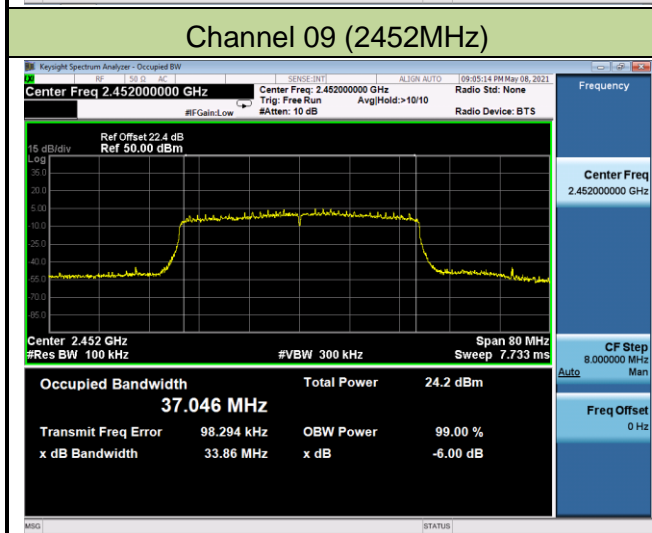 Channel 09 (2452MHz)
Keysight Spectrum Analyzer - Occupied BW
RF 50 Ω AC SENSE:INT ALIGN AUTO 09:05:14 PM May 08, 2021
Center Freq 2.452000000 GHz Center Freq: 2.452000000 GHz Radio Std: None
Trig: Free Run Avg|Hold:>10/10
#IFGain:Low #Atten: 10 dB Radio Device: BTS
Ref Offset 22.4 dB
15 dB/div Ref 50.00 dBm
Log
35.0
20.0
5.00
-10.0
-25.0
-40.0
-55.0
-70.0
-85.0
Center 2.452 GHz Span 80 MHz
#Res BW 100 kHz #VBW 300 kHz Sweep 7.733 ms
Occupied Bandwidth Total Power 24.2 dBm
37.046 MHz
Transmit Freq Error 98.294 kHz OBW Power 99.00 %
x dB Bandwidth 33.86 MHz x dB -6.00 dB
MSG STATUS
Frequency
Center Freq
2.452000000 GHz
CF Step
8.000000 MHz
Auto Man
Freq Offset
0 Hz